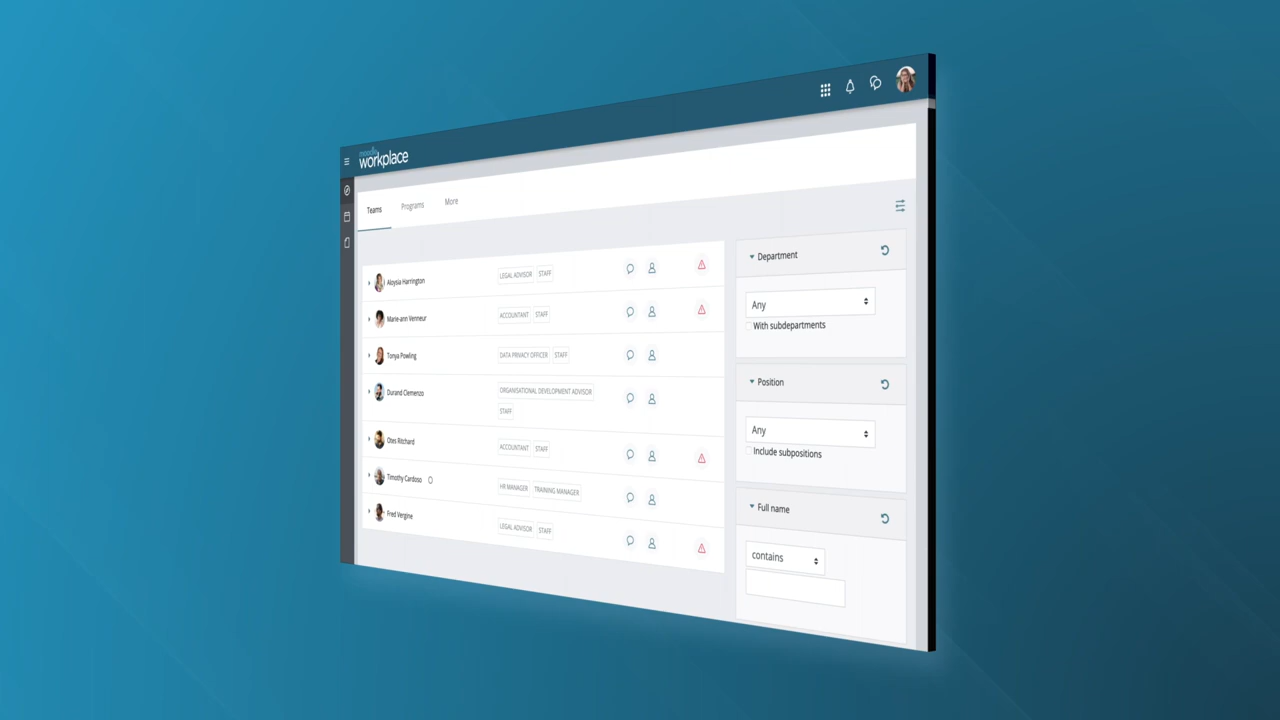 moodle
workplace
Teams Programs More
Aloysia Harrington LEGAL ADVISOR STAFF
Marie-ann Venneur ACCOUNTANT STAFF
Tonya Powling DATA PRIVACY OFFICER STAFF
Durand Clemenzo ORGANISATIONAL DEVELOPMENT ADVISOR
STAFF
Otes Ritchard ACCOUNTANT STAFF
Timothy Cardoso HR MANAGER TRAINING MANAGER
Fred Vergine LEGAL ADVISOR STAFF
Department
Any
With subdepartments
Position
Any
Include subpositions
Full name
contains